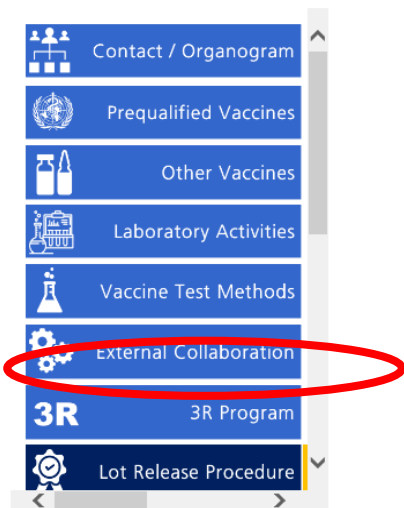 Contact / Organogram
Prequalified Vaccines
Other Vaccines
Laboratory Activities
Vaccine Test Methods
External Collaboration
3R 3R Program
Lot Release Procedure